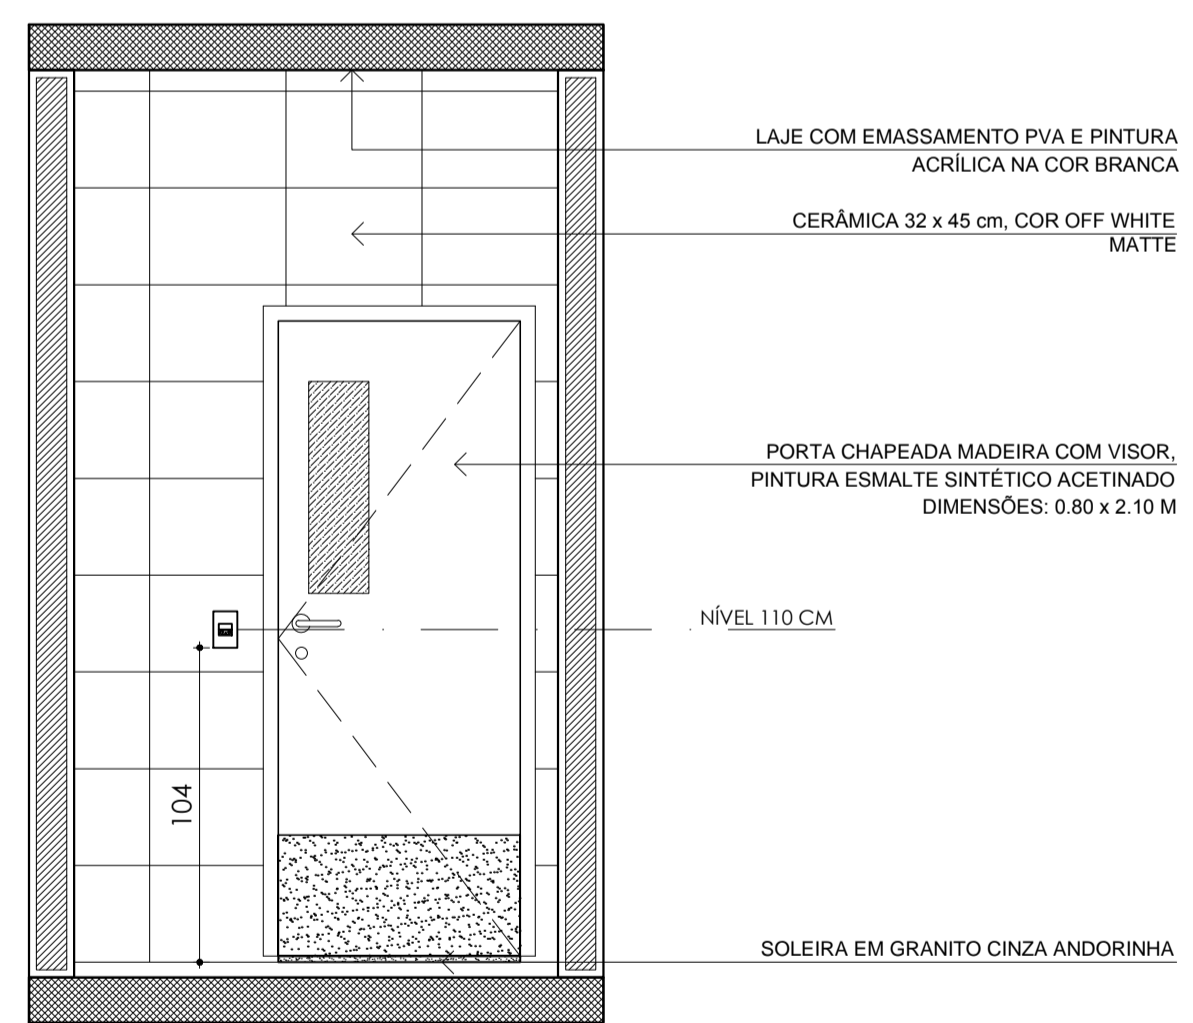 LAJE COM EMASSAMENTO PVA E PINTURA
ACRÍLICA NA COR BRANCA
CERÂMICA 32 x 45 cm, COR OFF WHITE
MATTE
PORTA CHAPEADA MADEIRA COM VISOR,
PINTURA ESMALTE SINTÉTICO ACETINADO
DIMENSÕES: 0.80 x 2.10 M
NÍVEL 110 CM
104
SOLEIRA EM GRANITO CINZA ANDORINHA